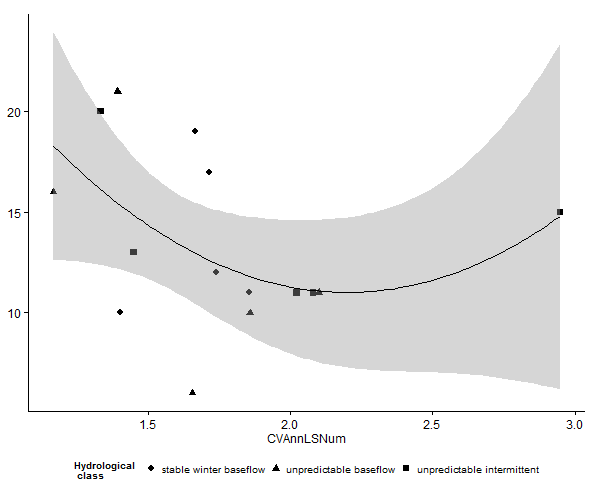 20
15
10
1.5 2.0 2.5 3.0
CVAnnLSNum
Hydrological
class
stable winter baseflow unpredictable baseflow unpredictable intermittent